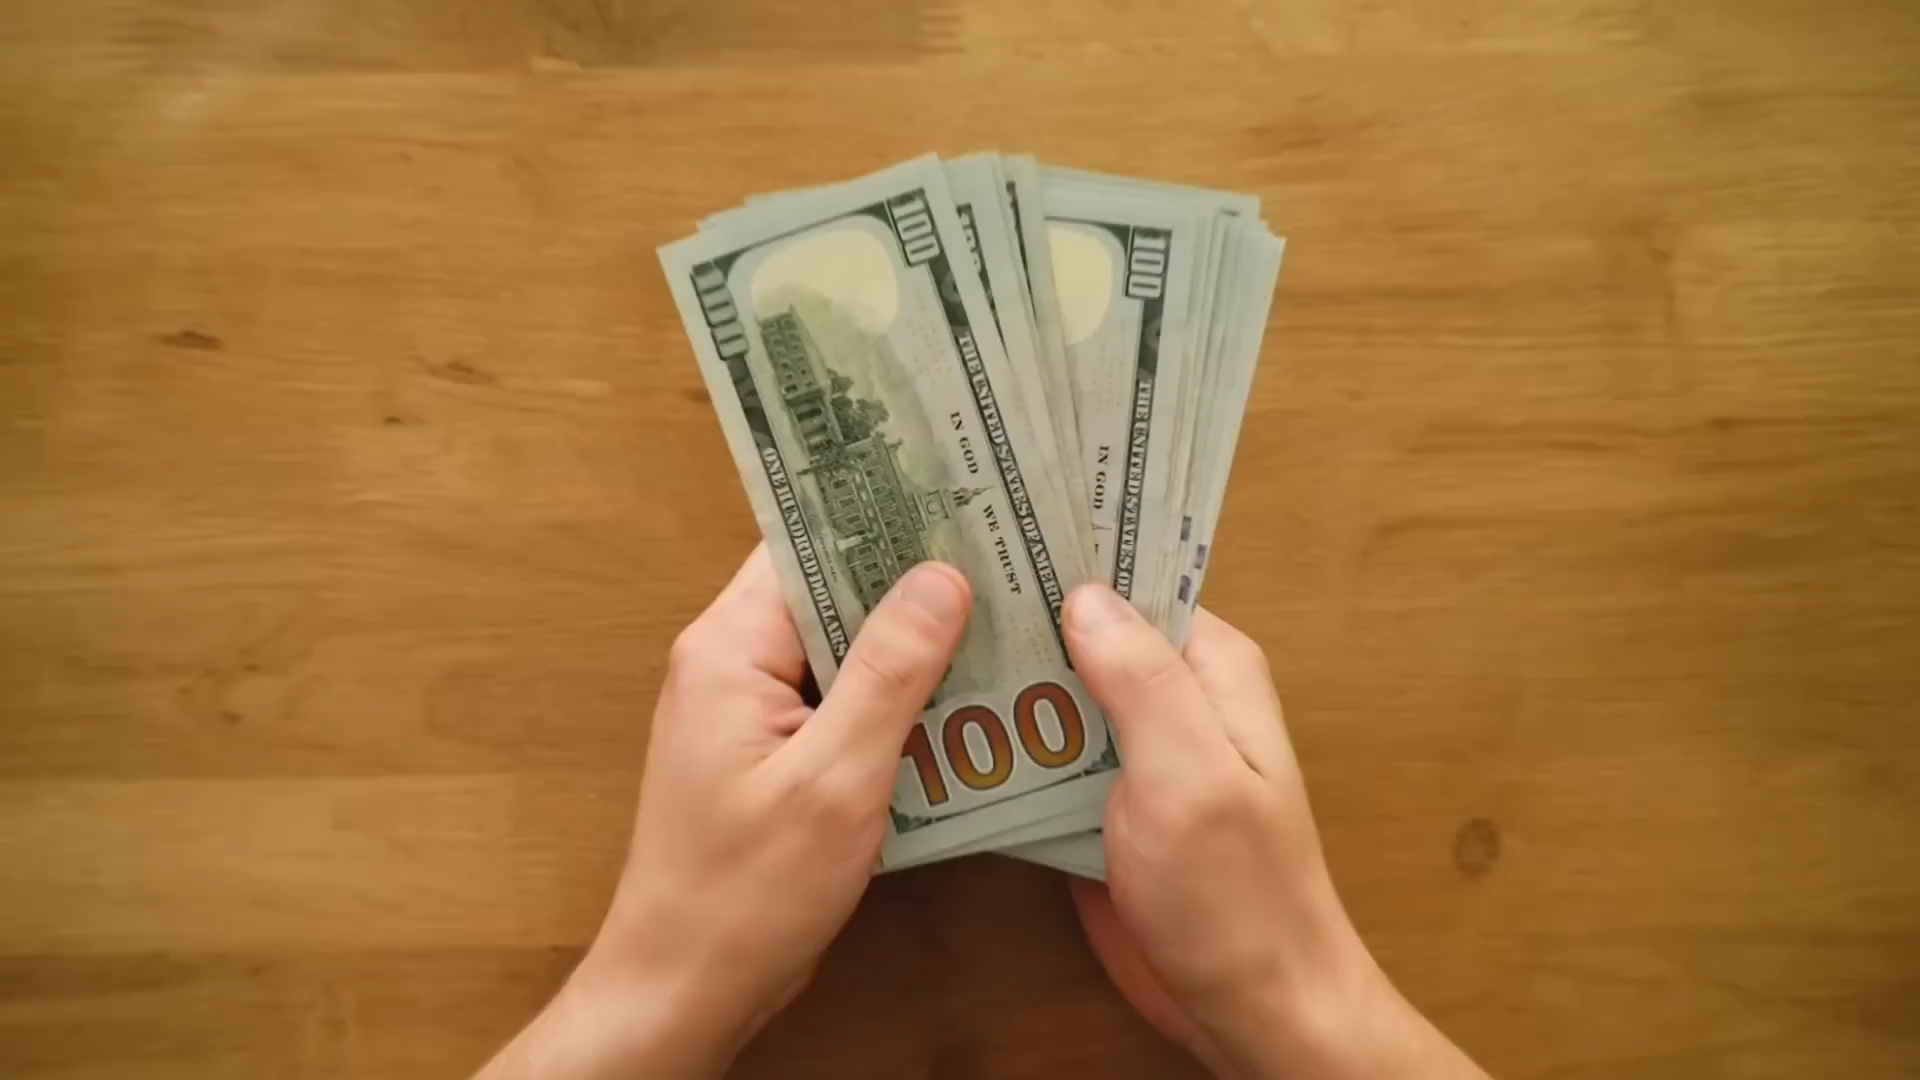 100
100
THE UNITED STATES OF AMERICA
IN GOD WE TRUST
ONE HUNDRED DOLLARS
100
100
THE UNITED STATES OF
IN GOD